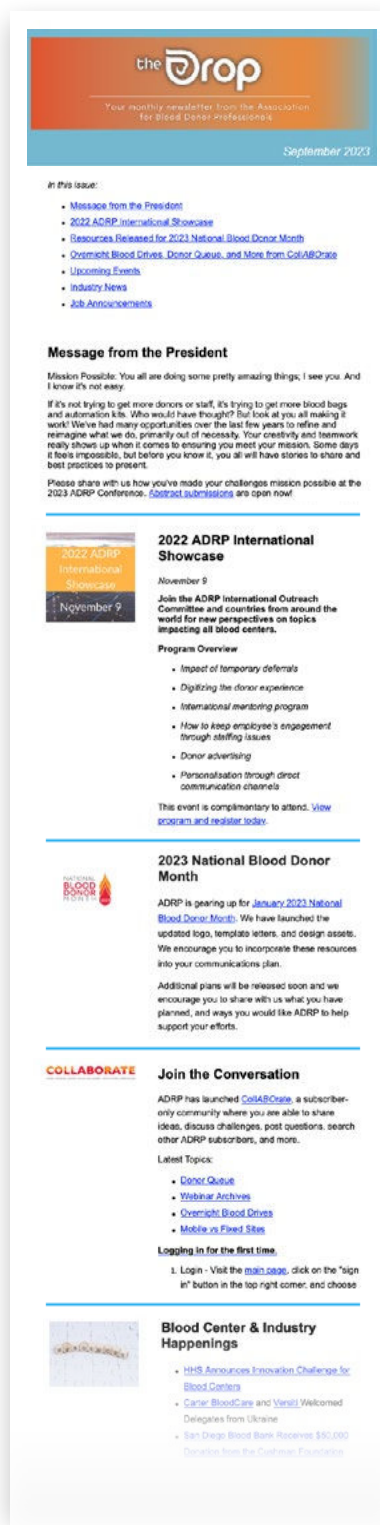 the Drop
Your monthly newsletter from the Association
for Blood Donor Professionals
September 2023
In this issue:
• Message from the President
• 2022 ADRP International Showcase
• Resources Released for 2023 National Blood Donor Month
• Overnight Blood Drives, Donor Queue, and More from CollABOrate
• Upcoming Events
• Industry News
• Job Announcements
Message from the President
Mission Possible: You all are doing some pretty amazing things; I see you. And
I know it's not easy.
If it's not trying to get more donors or staff, it's trying to get more blood bags
and automation kits. Who would have thought? But look at you all making it
work! We've had many opportunities over the last few years to refine and
reimagine what we do, primarily out of necessity. Your creativity and teamwork
really shows up when it comes to ensuring you meet your mission. Some days
it feels impossible, but before you know it, you all will have stories to share and
best practices to present.
Please share with us how you've made your challenges mission possible at the
2023 ADRP Conference. Abstract submissions are open now!
2022 ADRP
International
Showcase
November 9
2022 ADRP International
Showcase
November 9
Join the ADRP International Outreach
Committee and countries from around the
world for new perspectives on topics
impacting all blood centers.
Program Overview
• Impact of temporary deferrals
• Digitizing the donor experience
• International mentoring program
• How to keep employee's engagement
through staffing issues
• Donor advertising
• Personalisation through direct
communication channels
This event is complimentary to attend. View
program and register today.
NATIONAL
BLOOD
DONOR
MONTH
2023 National Blood Donor
Month
ADRP is gearing up for January 2023 National
Blood Donor Month. We have launched the
updated logo, template letters, and design assets.
We encourage you to incorporate these resources
into your communications plan.
Additional plans will be released soon and we
encourage you to share with us what you have
planned, and ways you would like ADRP to help
support your efforts.
COLLABORATE
Join the Conversation
ADRP has launched CollABOrate, a subscriber-
only community where you are able to share
ideas, discuss challenges, post questions, search
other ADRP subscribers, and more.
Latest Topics:
• Donor Queue
• Webinar Archives
• Overnight Blood Drives
• Mobile vs Fixed Sites
Logging in for the first time.
1. Login - Visit the main page, click on the "sign
in" button in the top right corner, and choose
Blood Center & Industry
Happenings
• HHS Announces Innovation Challenge for
Blood Centers
• Carter BloodCare and Versiti Welcomed
Delegates from Ukraine
• San Diego Blood Bank Receives $50,000
Donation from the Cushman Foundation